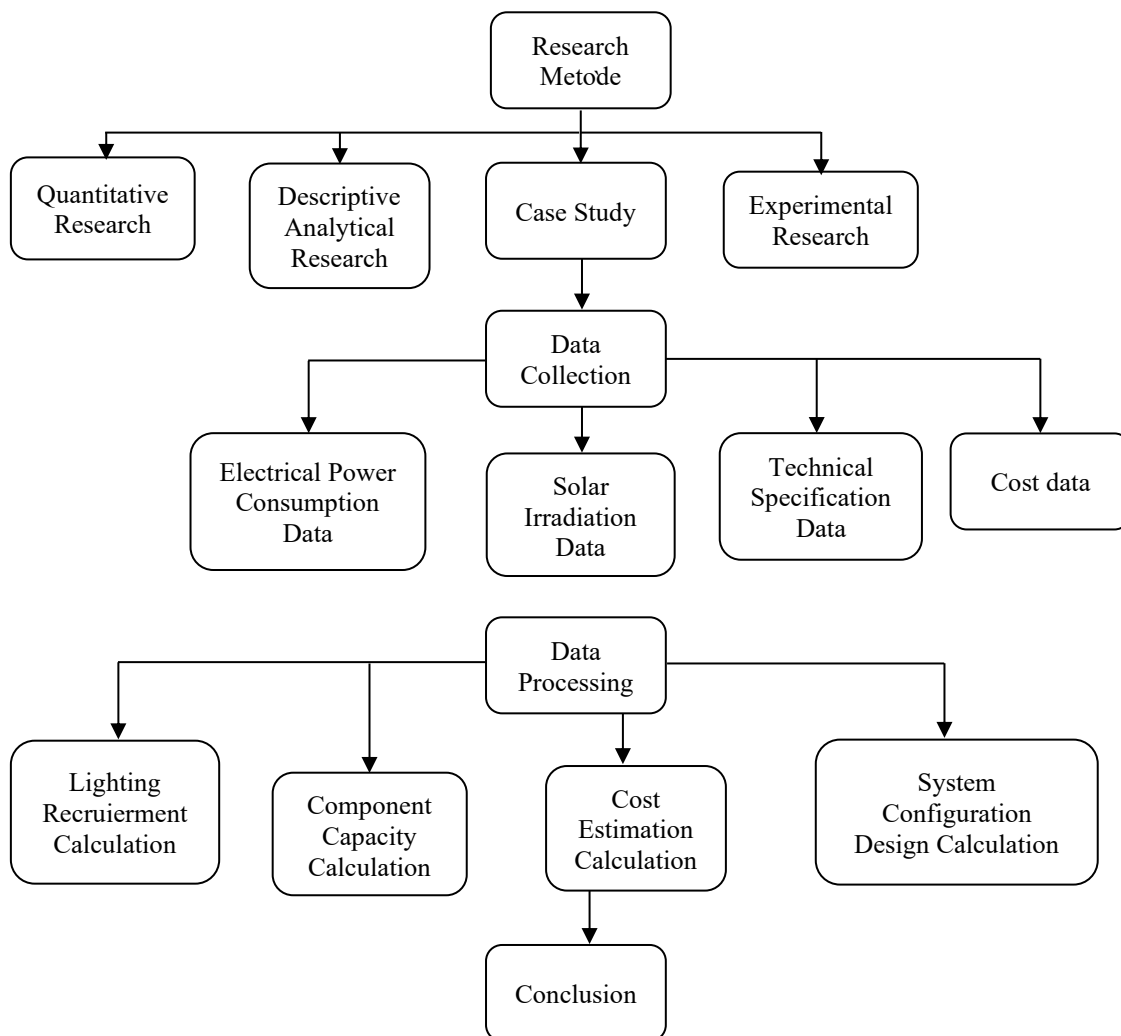 Research
Metode
Quantitative
Research
Descriptive
Analytical
Research
Case Study
Experimental
Research
Data
Collection
Electrical Power
Consumption
Data
Solar
Irradiation
Data
Technical
Specification
Data
Cost data
Data
Processing
Lighting
Recruierment
Calculation
Component
Capacity
Calculation
Cost
Estimation
Calculation
System
Configuration
Design Calculation
Conclusion